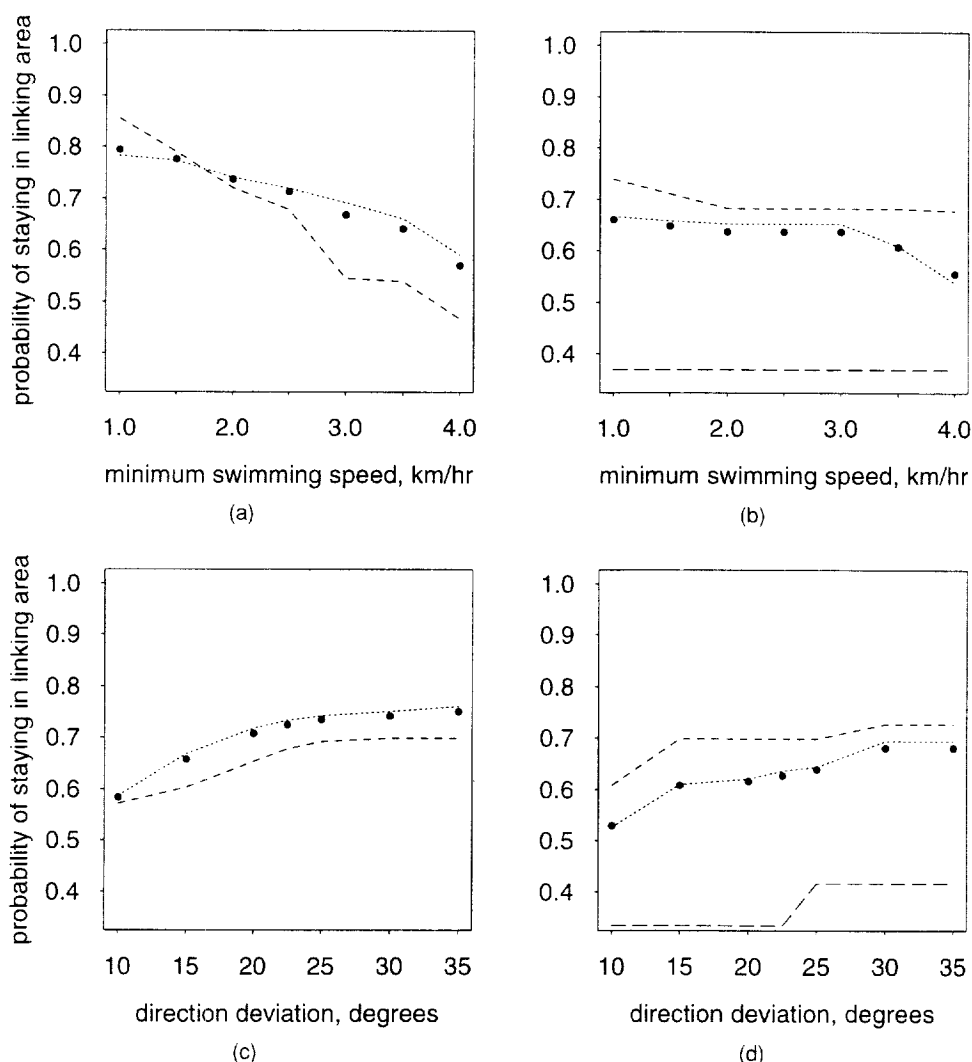 probability of staying in linking area
1.0
0.9
0.8
0.7
0.6
0.5
0.4
1.0 2.0 3.0 4.0
minimum swimming speed, km/hr
(a)
1.0
0.9
0.8
0.7
0.6
0.5
0.4
1.0 2.0 3.0 4.0
minimum swimming speed, km/hr
(b)
probability of staying in linking area
1.0
0.9
0.8
0.7
0.6
0.5
0.4
10 15 20 25 30 35
direction deviation, degrees
(c)
1.0
0.9
0.8
0.7
0.6
0.5
0.4
10 15 20 25 30 35
direction deviation, degrees
(d)